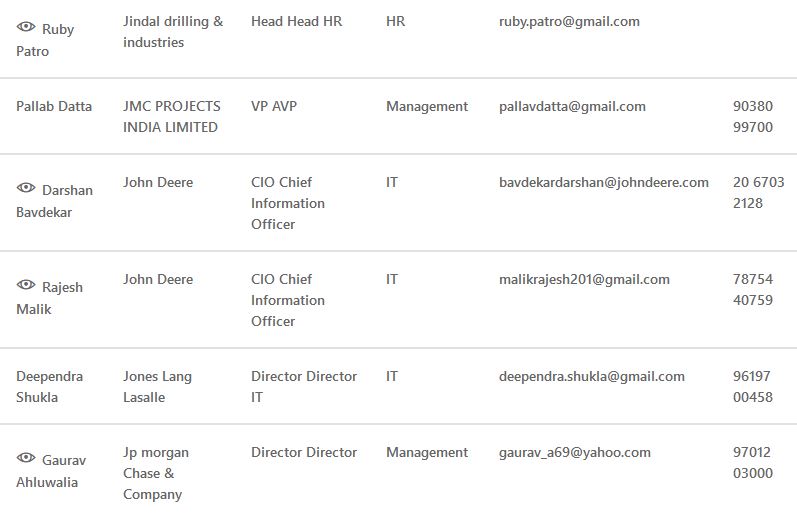 Ruby Patro
Jindal drilling & industries
Head Head HR
HR
ruby.patro@gmail.com
Pallab Datta
JMC PROJECTS INDIA LIMITED
VP AVP
Management
pallavdatta@gmail.com
90380 99700
Darshan Bavdekar
John Deere
CIO Chief Information Officer
IT
bavdekardarshan@johndeere.com
20 6703 2128
Rajesh Malik
John Deere
CIO Chief Information Officer
IT
malikrajesh201@gmail.com
78754 40759
Deependra Shukla
Jones Lang Lasalle
Director Director IT
IT
deependra.shukla@gmail.com
96197 00458
Gaurav Ahluwalia
Jp morgan Chase & Company
Director Director
Management
gaurav_a69@yahoo.com
97012 03000